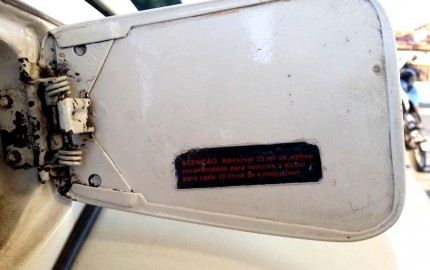 ATENÇÃO: Adicionar 25 ml de aditivo
recomendado para motores a álcool
para cada 10 litros de combustível